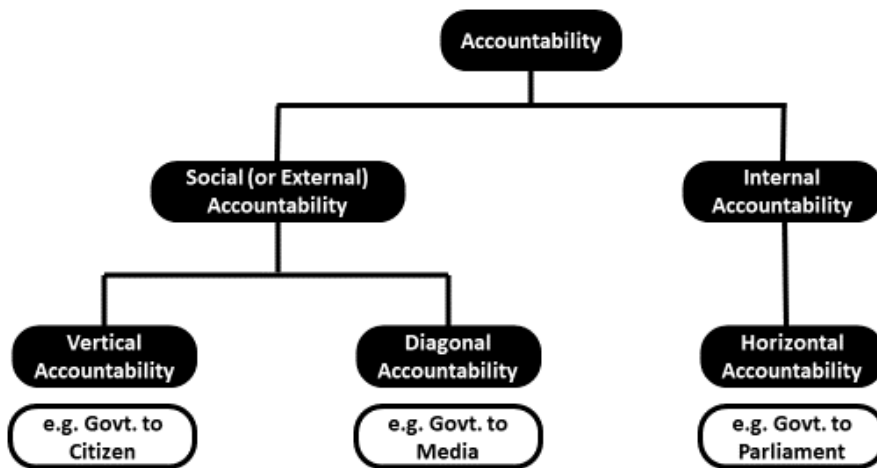 Accountability
Social (or External)
Accountability
Internal
Accountability
Vertical
Accountability
Diagonal
Accountability
Horizontal
Accountability
e.g. Govt. to
Citizen
e.g. Govt. to
Media
e.g. Govt. to
Parliament